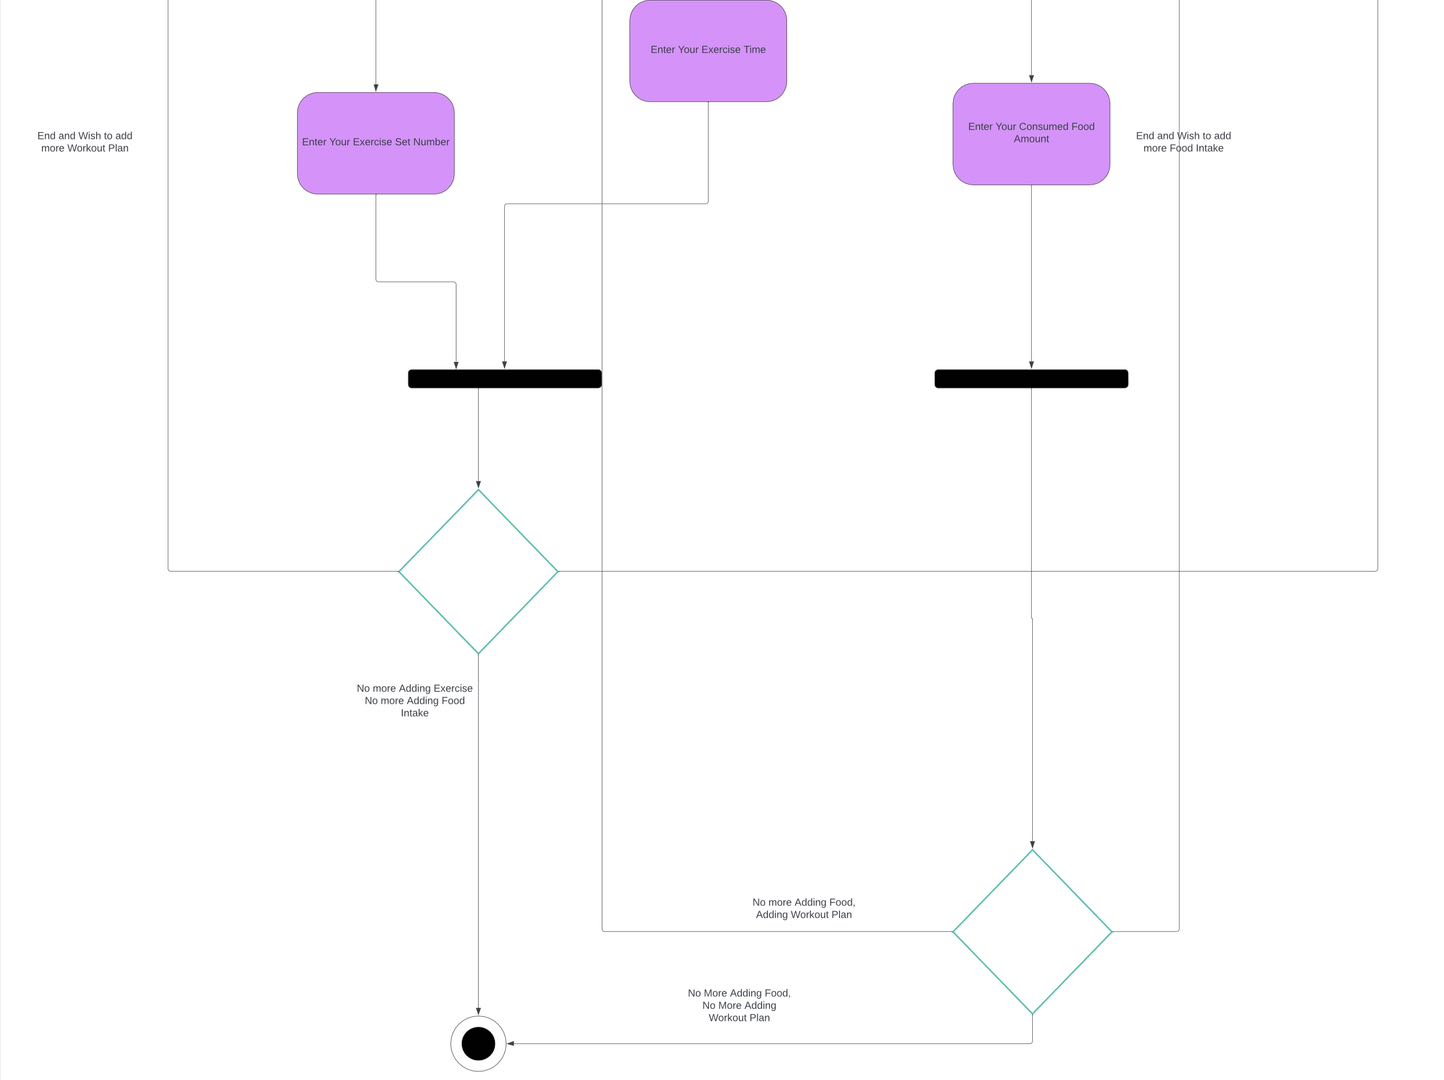 Enter Your Exercise Time
Enter Your Exercise Set Number
Enter Your Consumed Food
Amount
End and Wish to add
more Workout Plan
End and Wish to add
more Food Intake
No more Adding Exercise
No more Adding Food
Intake
No more Adding Food,
Adding Workout Plan
No More Adding Food,
No More Adding
Workout Plan